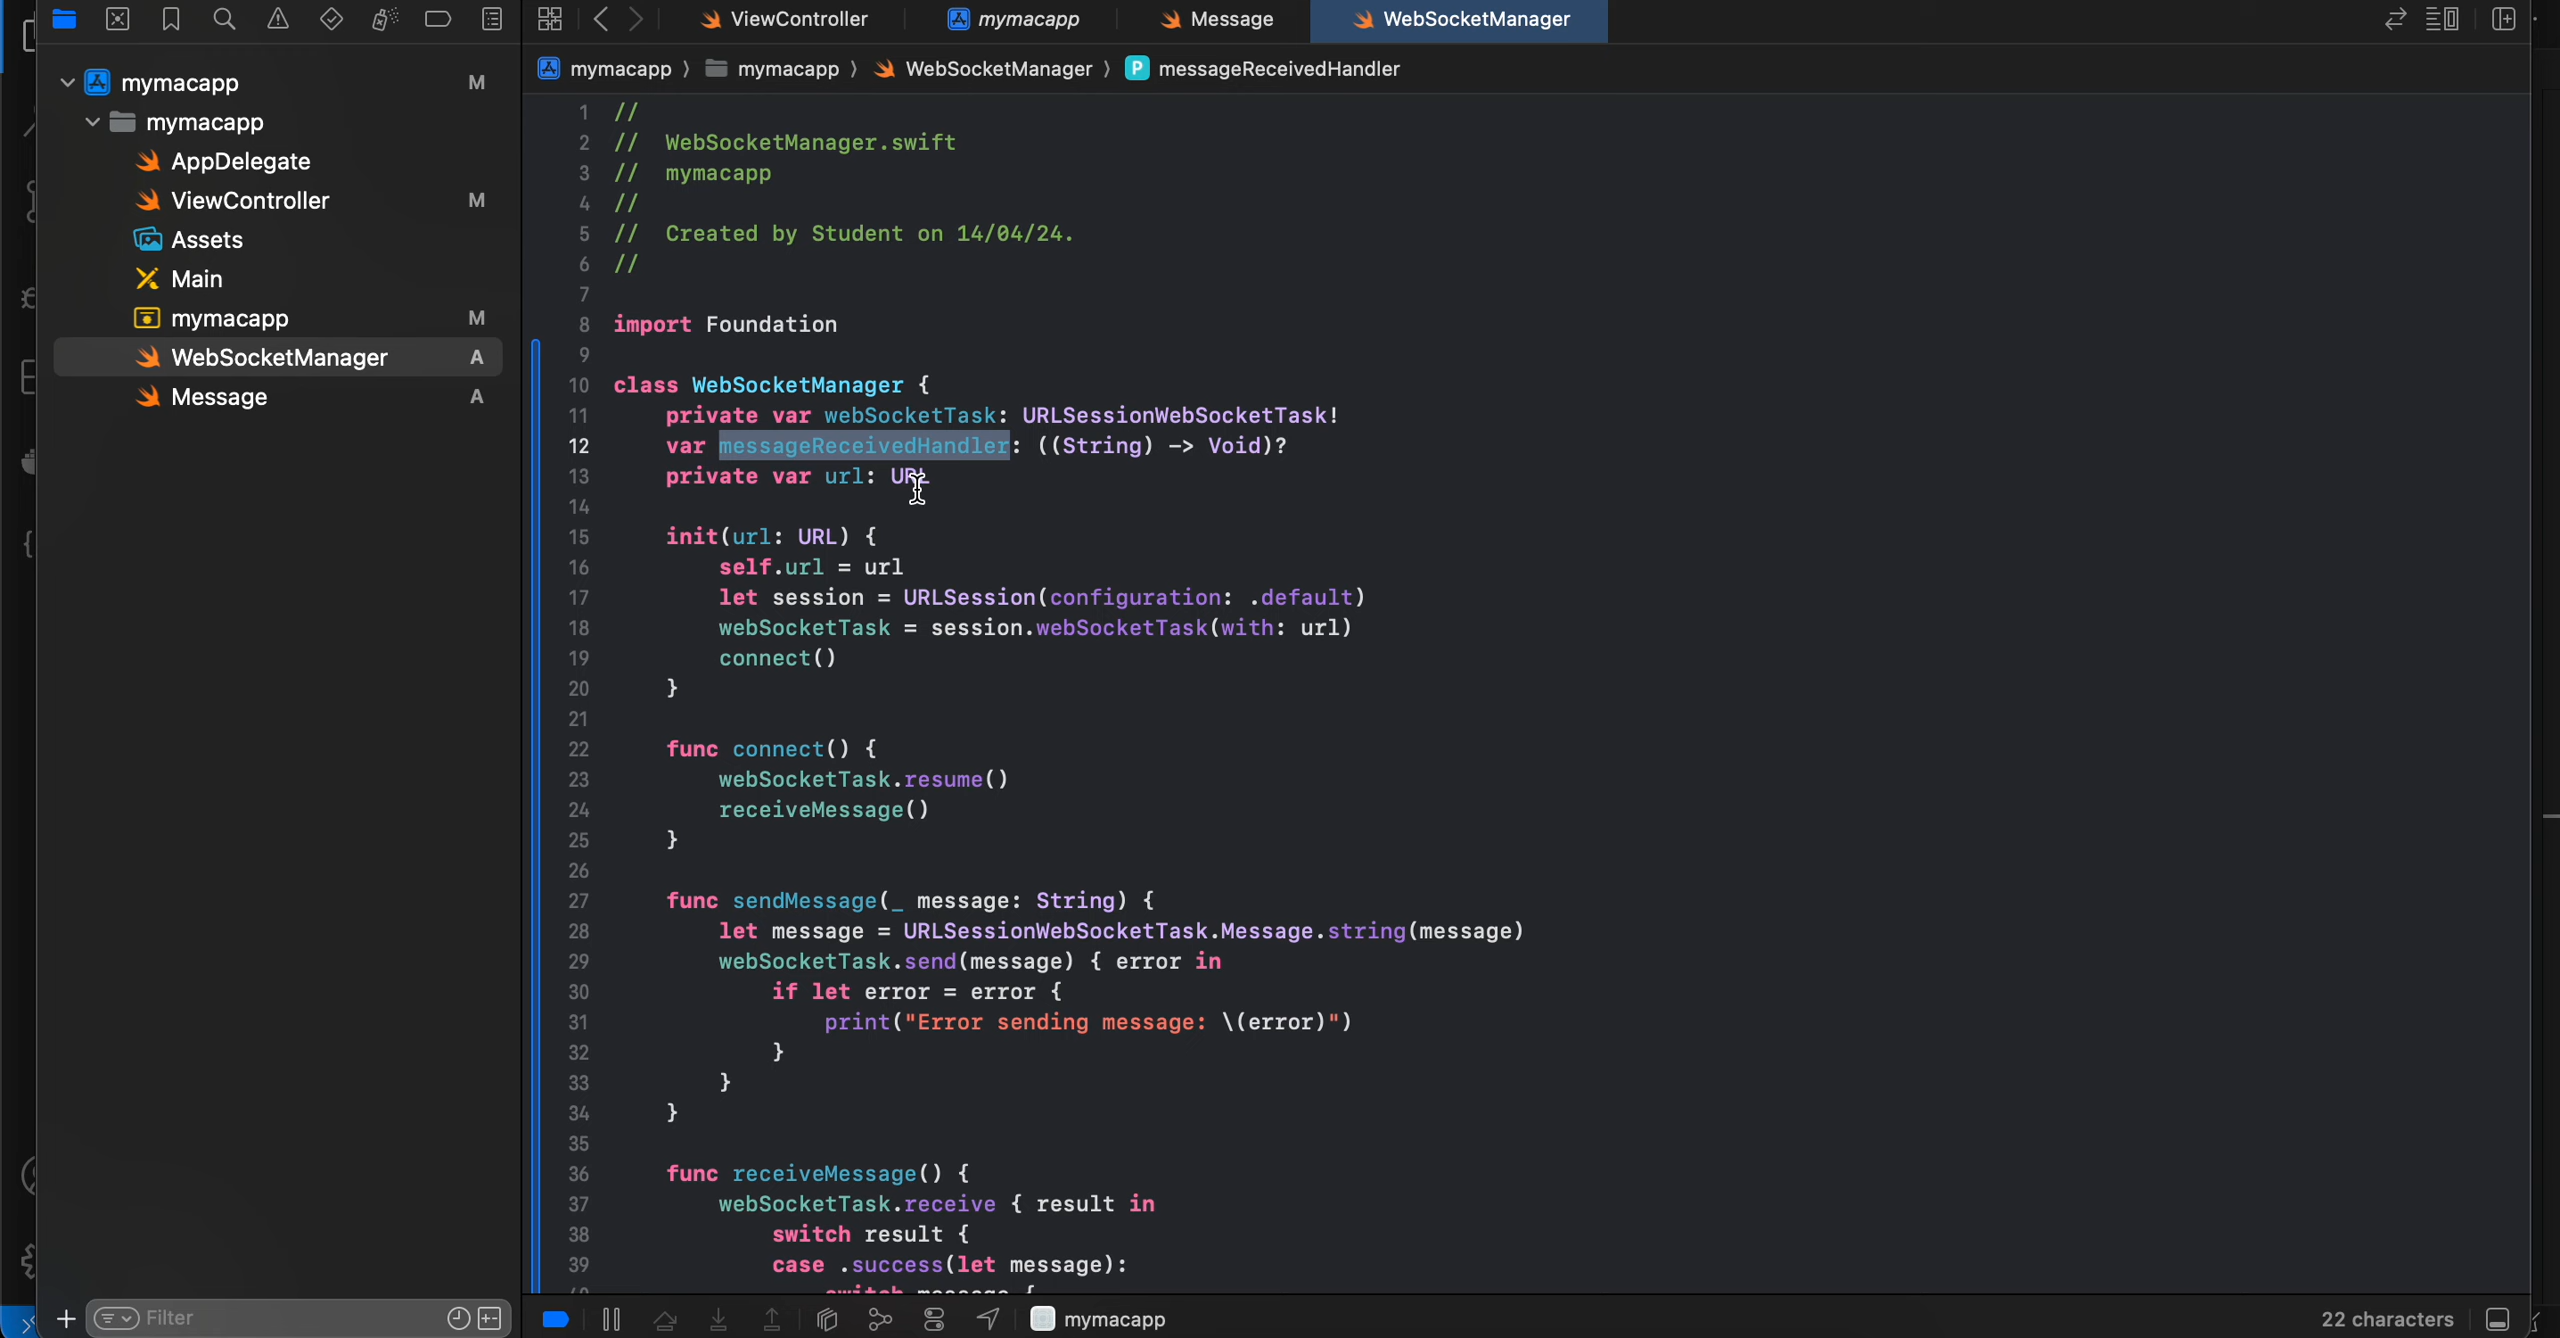 ViewController
mymacapp
Message
WebSocketManager
mymacapp M
mymacapp
AppDelegate
ViewController M
Assets
Main
mymacapp M
WebSocketManager A
Message A
Filter
mymacapp 〉 mymacapp 〉 WebSocketManager 〉 P messageReceivedHandler
1 //
2 //  WebSocketManager.swift
3 //  mymacapp
4 //
5 //  Created by Student on 14/04/24.
6 //
7
8 import Foundation
9
10 class WebSocketManager {
11     private var webSocketTask: URLSessionWebSocketTask!
12     var messageReceivedHandler: ((String) -> Void)?
13     private var url: URL
14
15     init(url: URL) {
16         self.url = url
17         let session = URLSession(configuration: .default)
18         webSocketTask = session.webSocketTask(with: url)
19         connect()
20     }
21
22     func connect() {
23         webSocketTask.resume()
24         receiveMessage()
25     }
26
27     func sendMessage(_ message: String) {
28         let message = URLSessionWebSocketTask.Message.string(message)
29         webSocketTask.send(message) { error in
30             if let error = error {
31                 print("Error sending message: \(error)")
32             }
33         }
34     }
35
36     func receiveMessage() {
37         webSocketTask.receive { result in
38             switch result {
39             case .success(let message):
mymacapp
22 characters